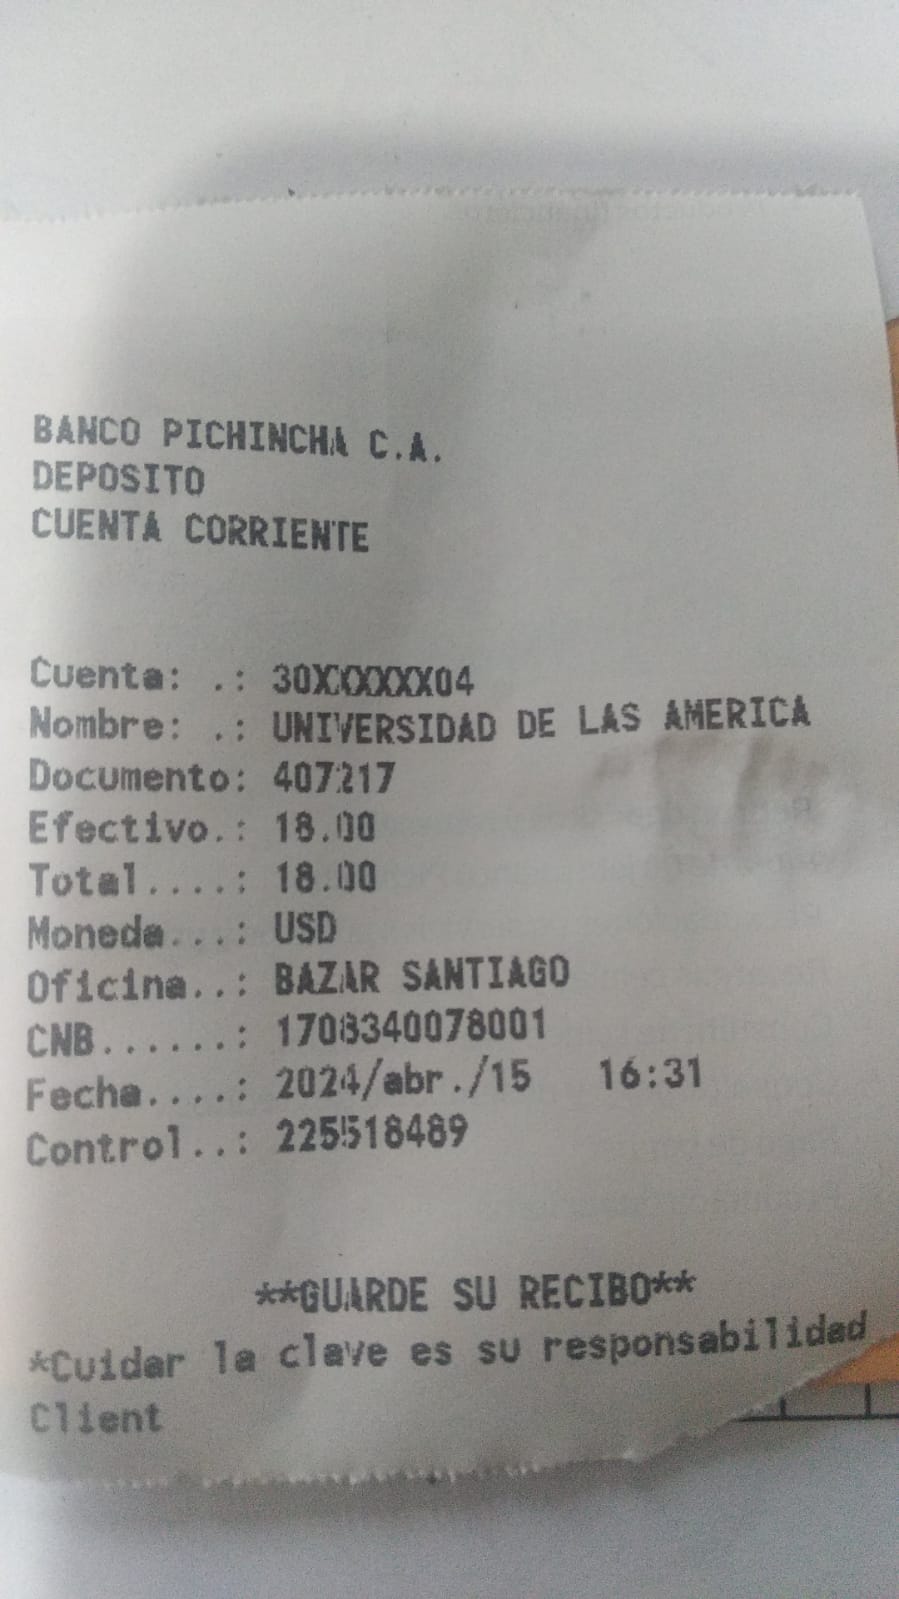 BANCO PICHINCHA C.A.
DEPOSITO
CUENTA CORRIENTE
Cuenta: .: 30XXXXXX04
Nombre: .: UNIVERSIDAD DE LAS AMERICA
Documento: 407217
Efectivo.: 18.00
Total....: 18.00
Moneda...: USD
Oficina..: BAZAR SANTIAGO
CNB......: 1708340078001
Fecha....: 2024/abr./15 16:31
Control..: 225518489
**GUARDE SU RECIBO**
*Cuidar la clave es su responsabilidad
Client